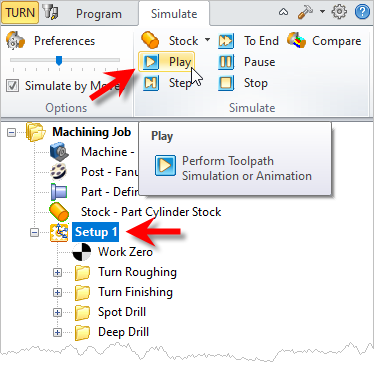 TURN Program Simulate
Preferences Stock To End Compare
Play Pause
Simulate by Move Step Stop
Options Simulate
Machining Job
Machine -
Post - Fanu
Part - Defin
Stock - Part Cylinder Stock
Play
Perform Toolpath
Simulation or Animation
Setup 1
Work Zero
Turn Roughing
Turn Finishing
Spot Drill
Deep Drill